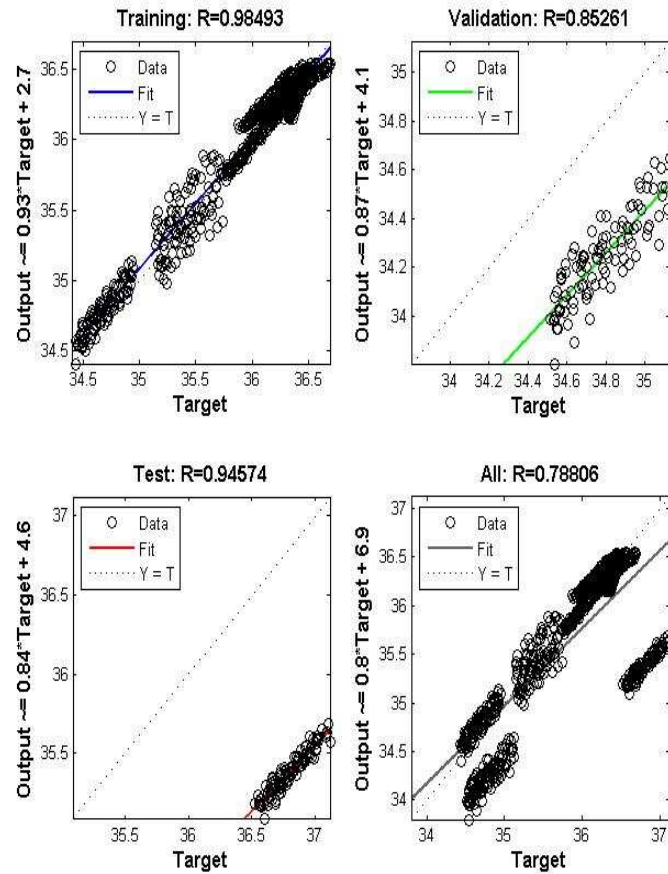 Training: R=0.98493
Output ~= 0.93*Target + 2.7
36.5
36
35.5
35
34.5
Data
Fit
Y = T
34.5 35 35.5 36 36.5
Target
Validation: R=0.85261
Output ~= 0.87*Target + 4.1
35
34.8
34.6
34.4
34.2
34
Data
Fit
Y = T
34 34.2 34.4 34.6 34.8 35
Target
Test: R=0.94574
Output ~= 0.84*Target + 4.6
37
36.5
36
35.5
Data
Fit
Y = T
35.5 36 36.5 37
Target
All: R=0.78806
Output ~= 0.8*Target + 6.9
37
36.5
36
35.5
35
34.5
34
Data
Fit
Y = T
34 35 36 37
Target